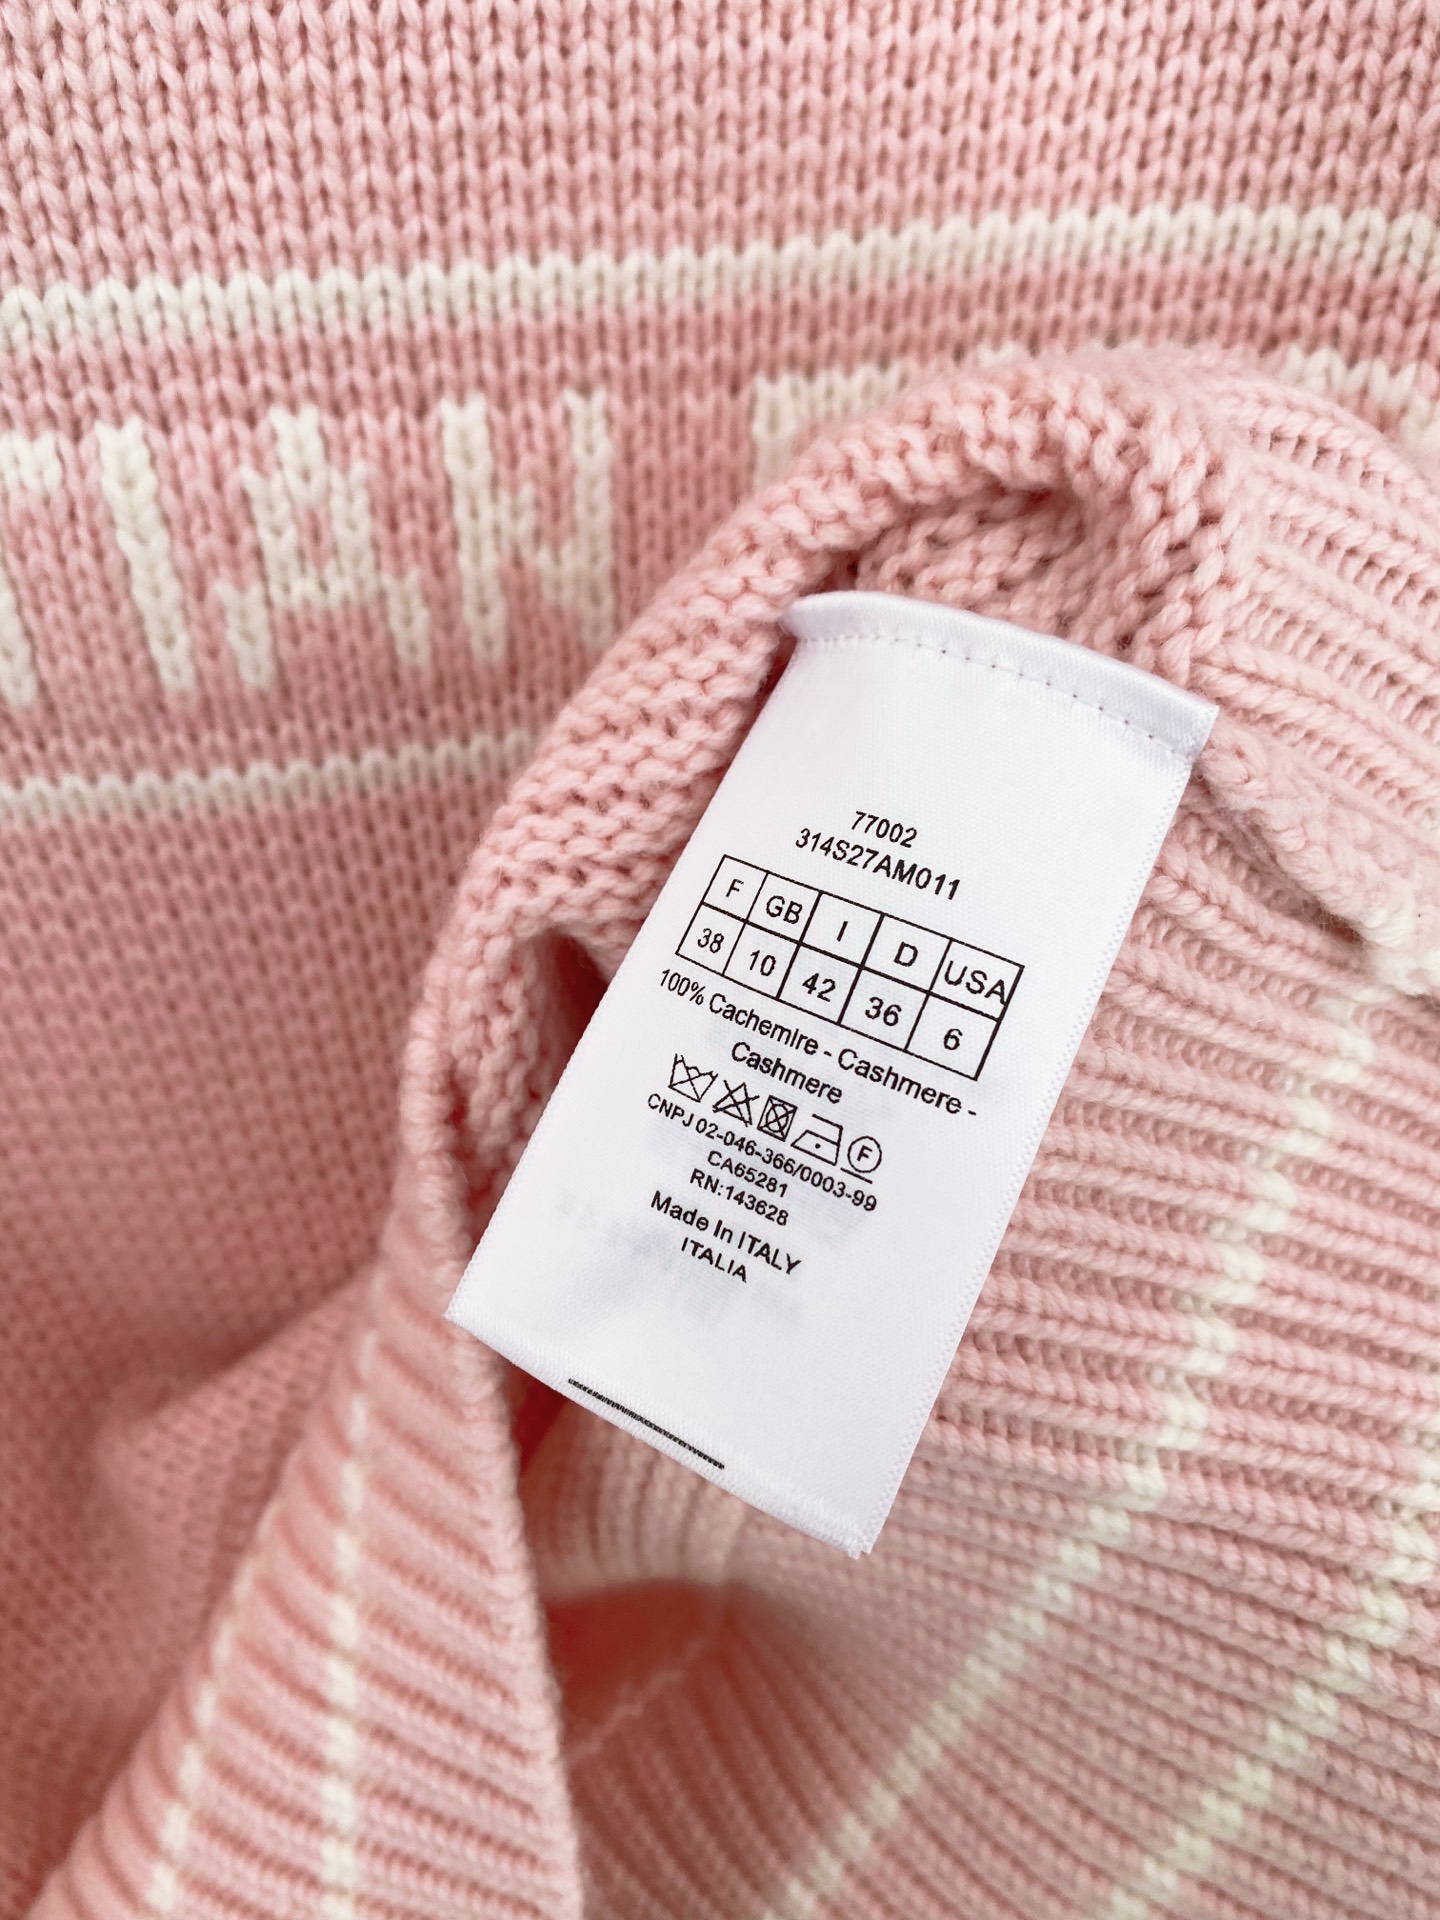 TIAN
77002
314S27AM011
F GB I D USA
38 10 42 36 6
100% Cachemire - Cashmere -
Cashmere
F
CNPJ 02-046-366/0003-99
CA65281
RN:143628
Made In ITALY
ITALIA